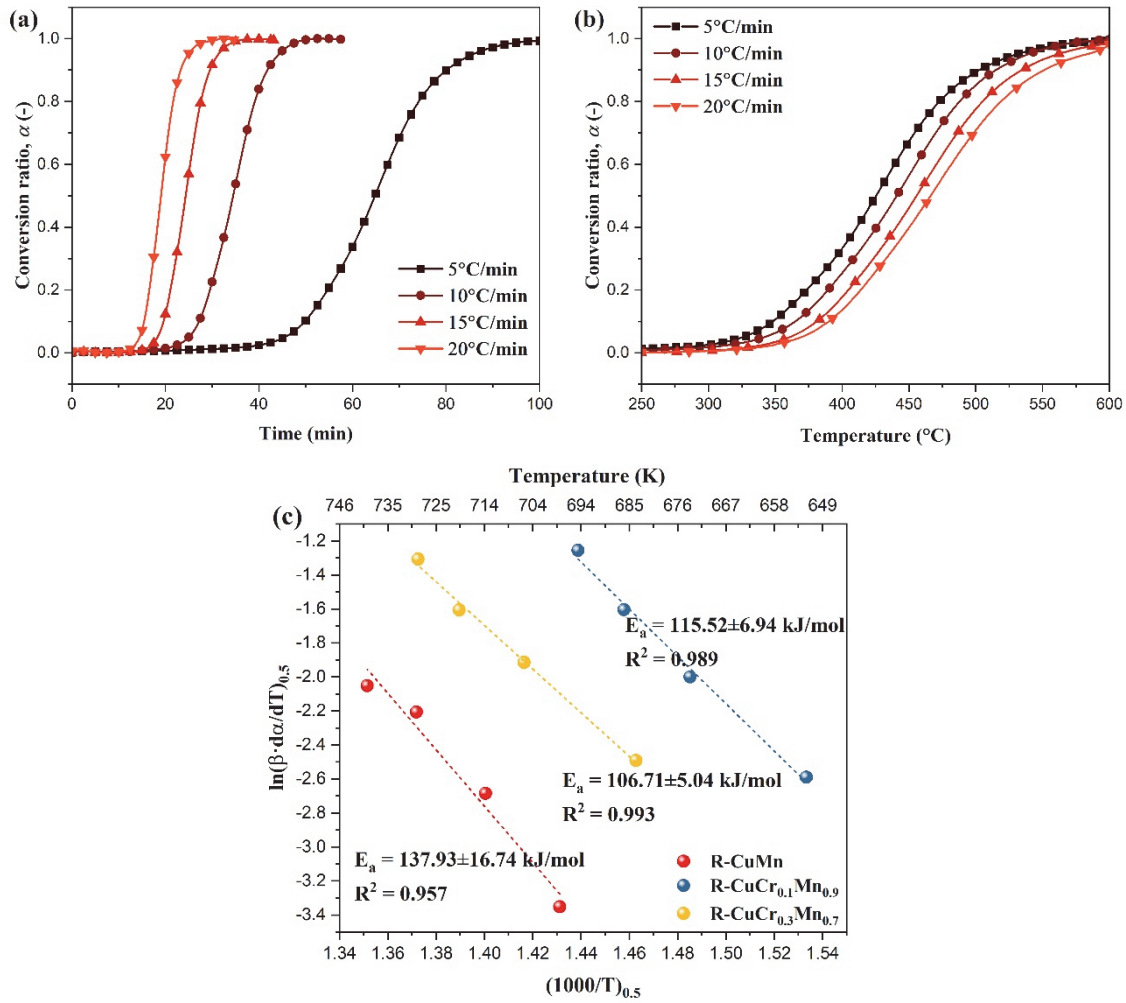 (a)
1.0
0.8
0.6
0.4
0.2
0.0
Conversion ratio, α (-)
5°C/min
10°C/min
15°C/min
20°C/min
0 20 40 60 80 100
Time (min)
(b)
1.0
0.8
0.6
0.4
0.2
0.0
Conversion ratio, α (-)
5°C/min
10°C/min
15°C/min
20°C/min
250 300 350 400 450 500 550 600
Temperature (°C)
(c)
Temperature (K)
746 735 725 714 704 694 685 676 667 658 649
-1.2
-1.4
-1.6
-1.8
-2.0
-2.2
-2.4
-2.6
-2.8
-3.0
-3.2
-3.4
ln(β·dα/dT)0.5
Ea = 115.52±6.94 kJ/mol
R2 = 0.989
Ea = 106.71±5.04 kJ/mol
R2 = 0.993
Ea = 137.93±16.74 kJ/mol
R2 = 0.957
R-CuMn
R-CuCr0.1Mn0.9
R-CuCr0.3Mn0.7
1.34 1.36 1.38 1.40 1.42 1.44 1.46 1.48 1.50 1.52 1.54
(1000/T)0.5